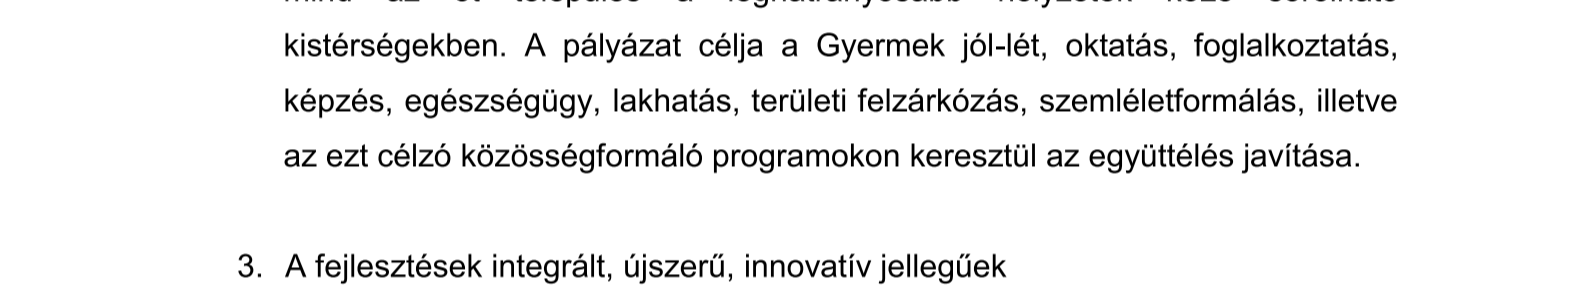 kistérségekben. A pályázat célja a Gyermek jól-lét, oktatás, foglalkoztatás,
képzés, egészségügy, lakhatás, területi felzárkózás, szemléletformálás, illetve
az ezt célzó közösségformáló programokon keresztül az együttélés javítása.
3. A fejlesztések integrált, újszerű, innovatív jellegűek